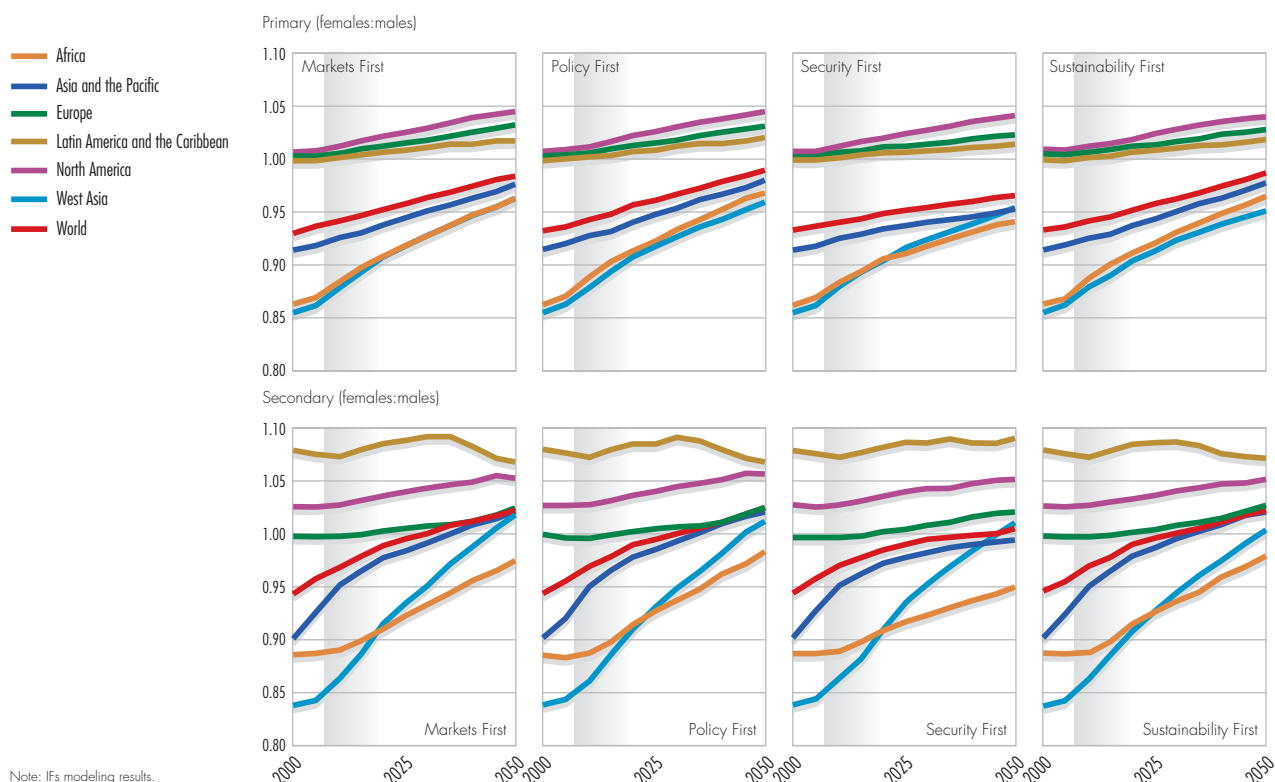 Primary (females:males)
Africa
Asia and the Pacific
Europe
Latin America and the Caribbean
North America
West Asia
World
1.10
1.05
1.00
0.95
0.90
0.85
0.80
Markets First
Policy First
Security First
Sustainability First
Secondary (females:males)
1.10
1.05
1.00
0.95
0.90
0.85
0.80
Markets First
Policy First
Security First
Sustainability First
2000
2025
2050
2000
2025
2050
2000
2025
2050
2000
2025
2050
Note: IFs modeling results.